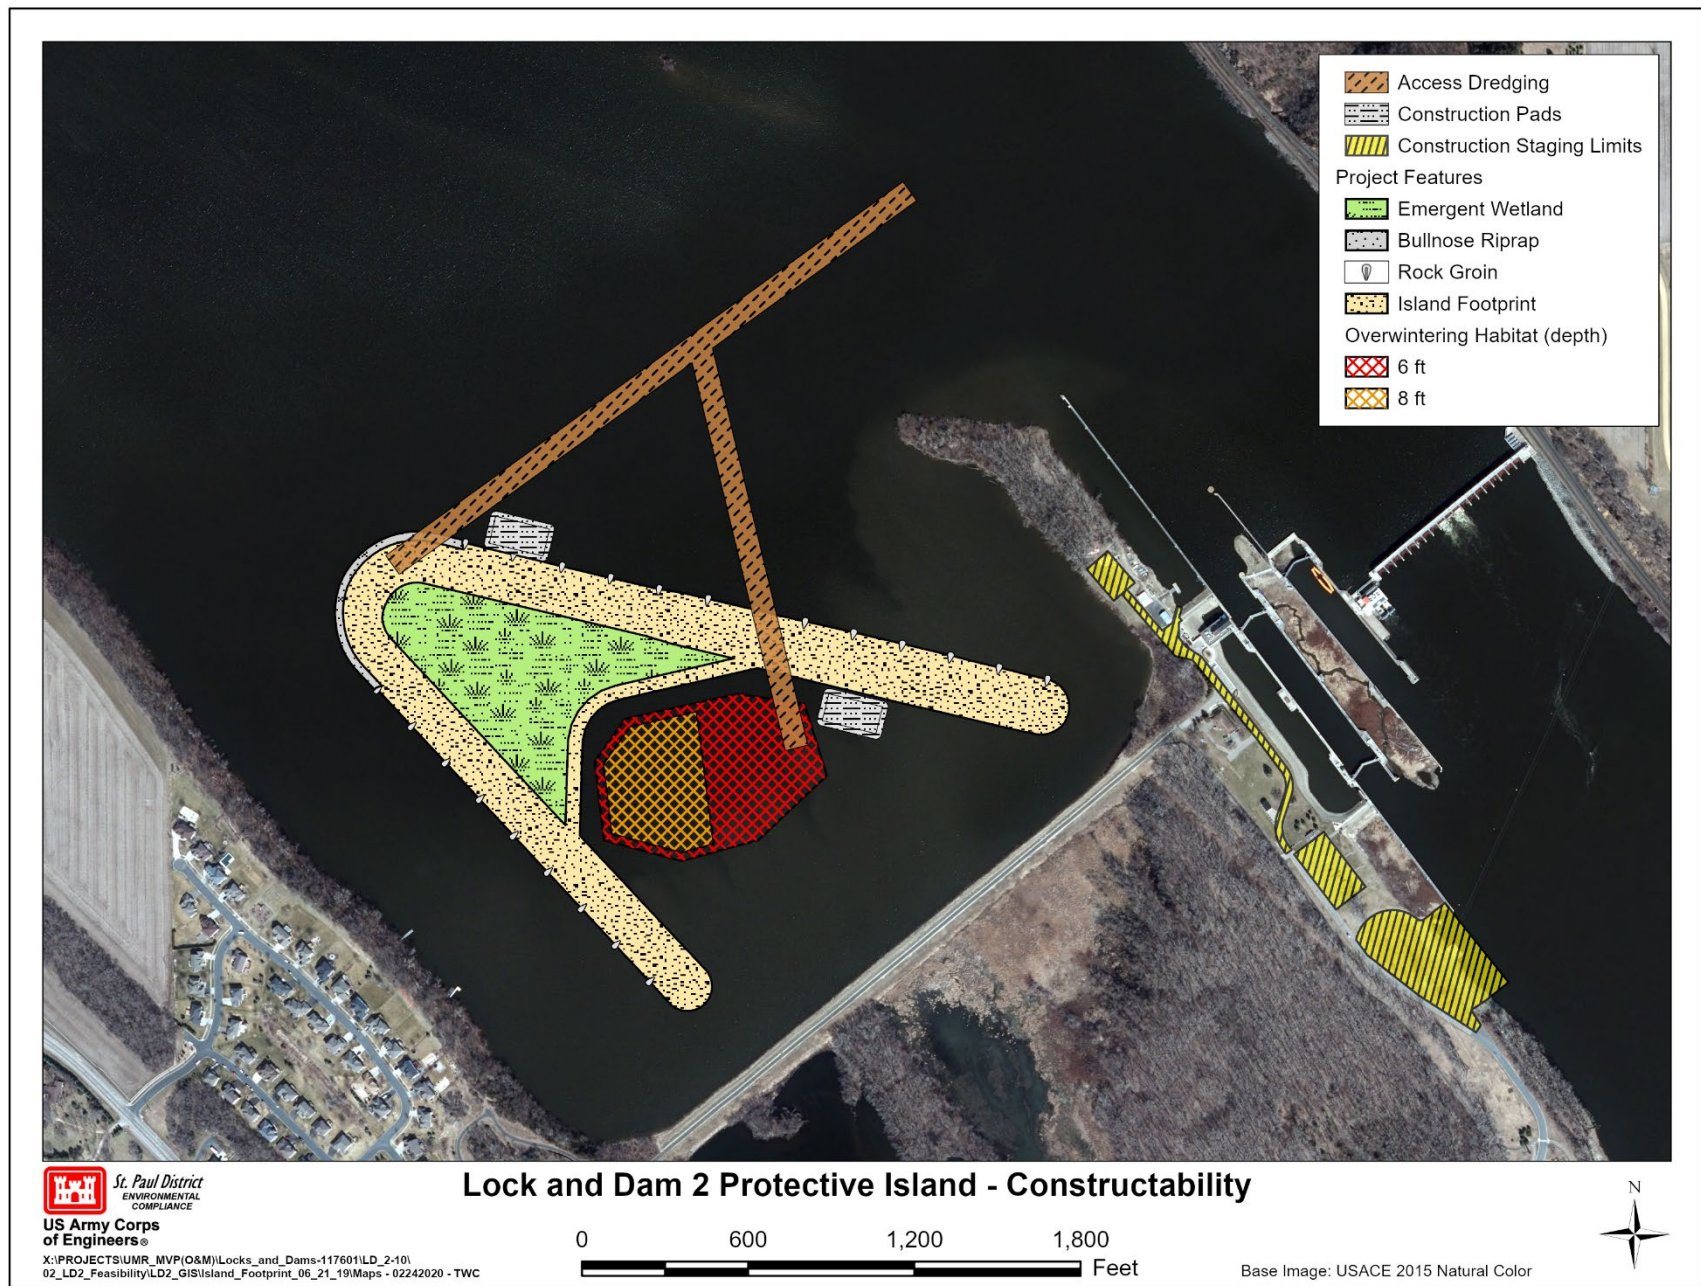 Access Dredging
Construction Pads
Construction Staging Limits
Project Features
Emergent Wetland
Bullnose Riprap
Rock Groin
Island Footprint
Overwintering Habitat (depth)
6 ft
8 ft
St. Paul District
ENVIRONMENTAL
COMPLIANCE
US Army Corps
of Engineers®
X:\PROJECTS\UMR_MVP(O&M)\Locks_and_Dams-117601\LD_2-10\
02_LD2_Feasibility\LD2_GIS\Island_Footprint_06_21_19\Maps - 02242020 - TWC
Lock and Dam 2 Protective Island - Constructability
0 600 1,200 1,800
Feet
N
Base Image: USACE 2015 Natural Color